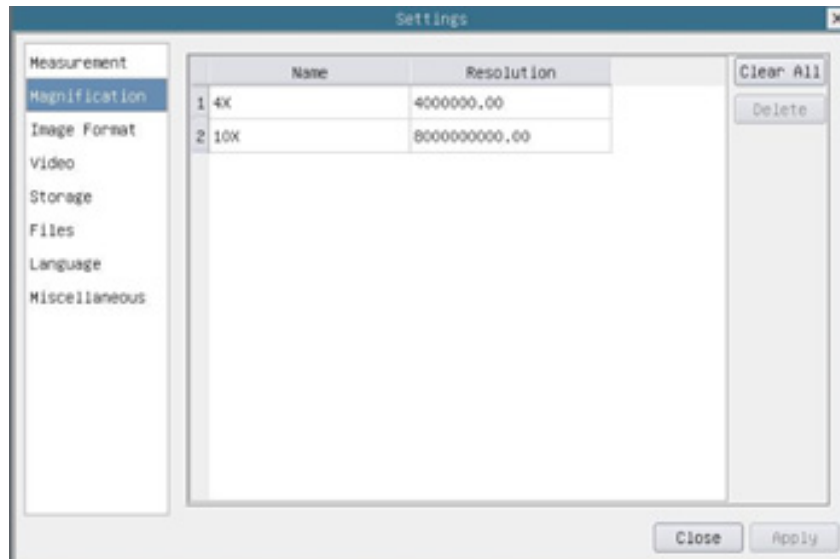 Settings
Measurement
Magnification
Image Format
Video
Storage
Files
Language
Miscellaneous
Name Resolution
1 4X 4000000.00
2 10X 8000000000.00
Clear All
Delete
Close Apply